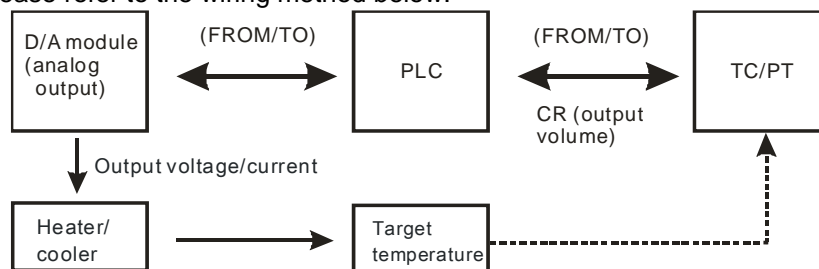 ease refer to the wiring method below.
D/A module
(analog
output)
(FROM/TO)
PLC
(FROM/TO)
CR (output
volume)
TC/PT
Output voltage/current
Heater/
cooler
Target
temperature